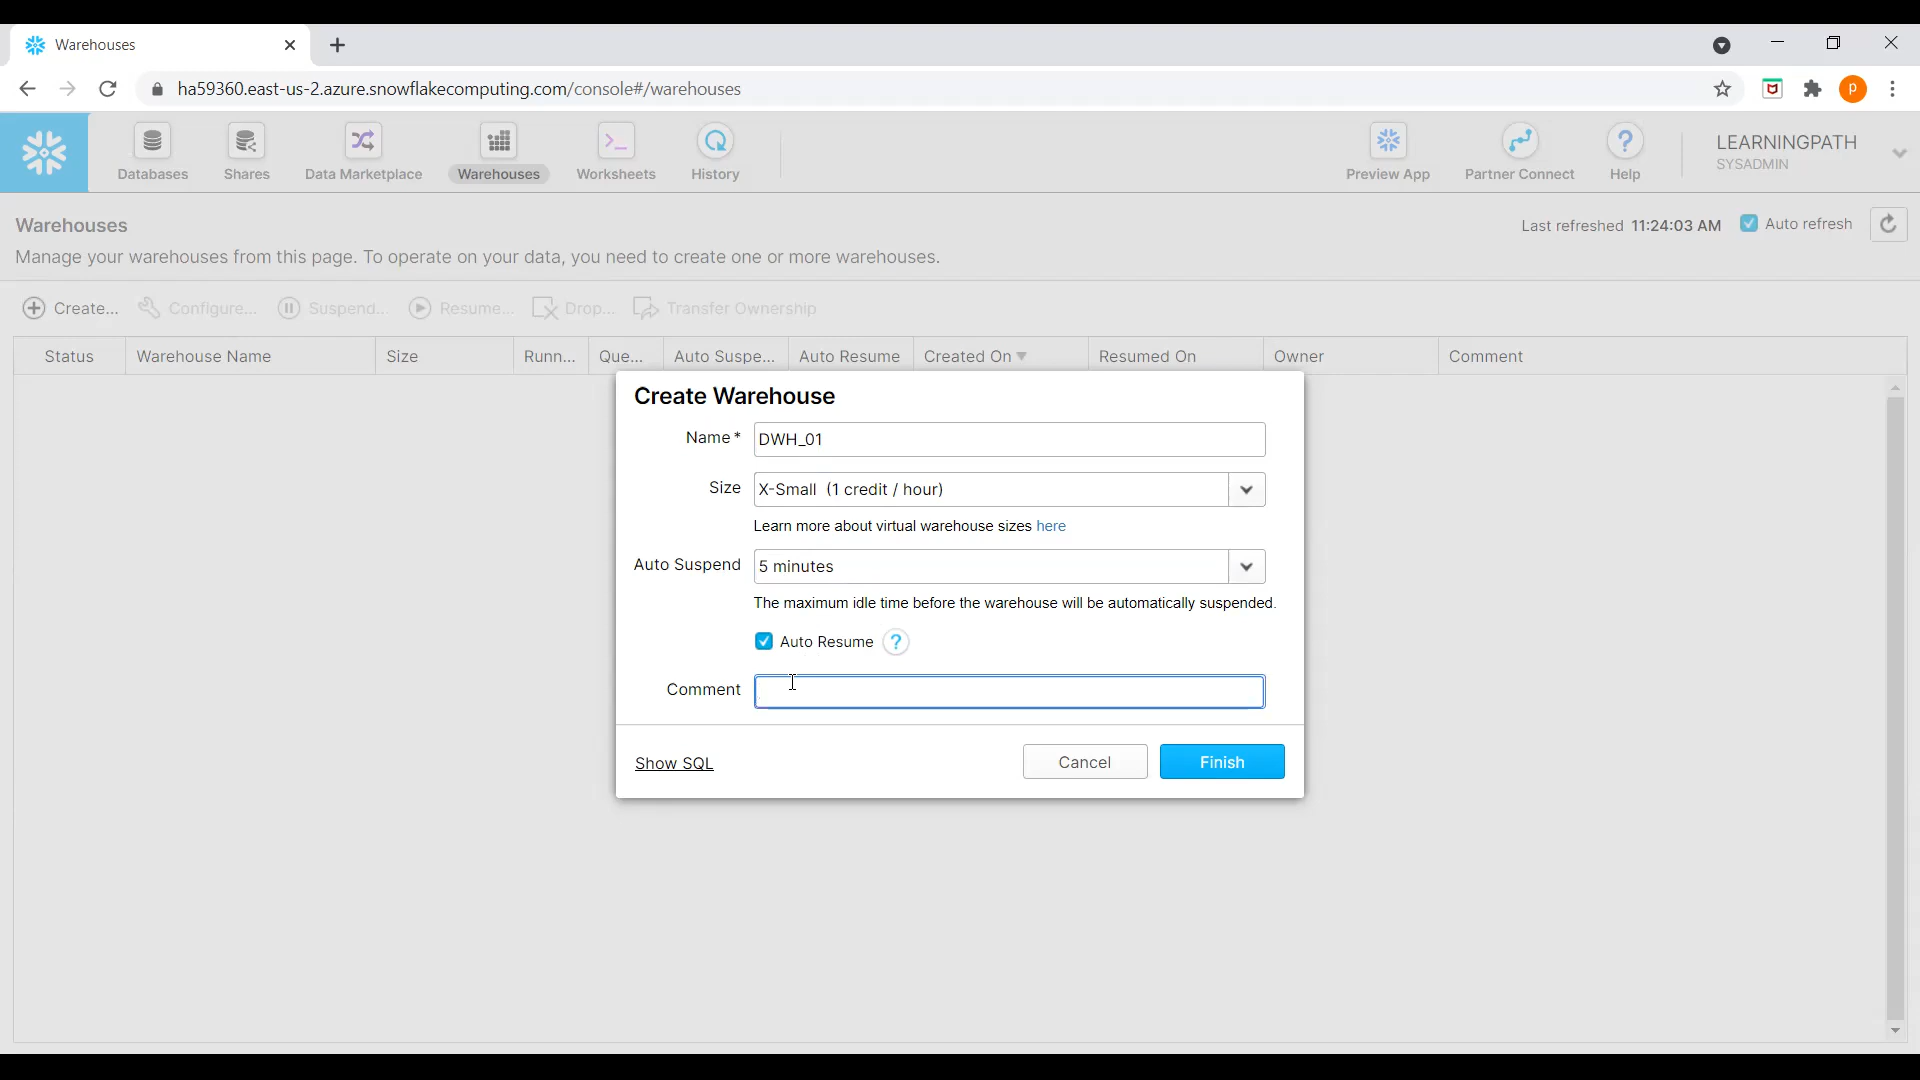 Warehouses
ha59360.east-us-2.azure.snowflakecomputing.com/console#/warehouses
p
Databases Shares Data Marketplace Warehouses Worksheets History Preview App Partner Connect Help LEARNINGPATH
SYSADMIN
Warehouses Last refreshed 11:24:03 AM Auto refresh
Manage your warehouses from this page. To operate on your data, you need to create one or more warehouses.
Create... Configure... Suspend... Resume... Drop... Transfer Ownership
Status Warehouse Name Size Runn... Que... Auto Suspe... Auto Resume Created On Resumed On Owner Comment
Create Warehouse
Name * DWH_01
Size X-Small (1 credit / hour)
Learn more about virtual warehouse sizes here
Auto Suspend 5 minutes
The maximum idle time before the warehouse will be automatically suspended.
Auto Resume ?
Comment
Show SQL Cancel Finish